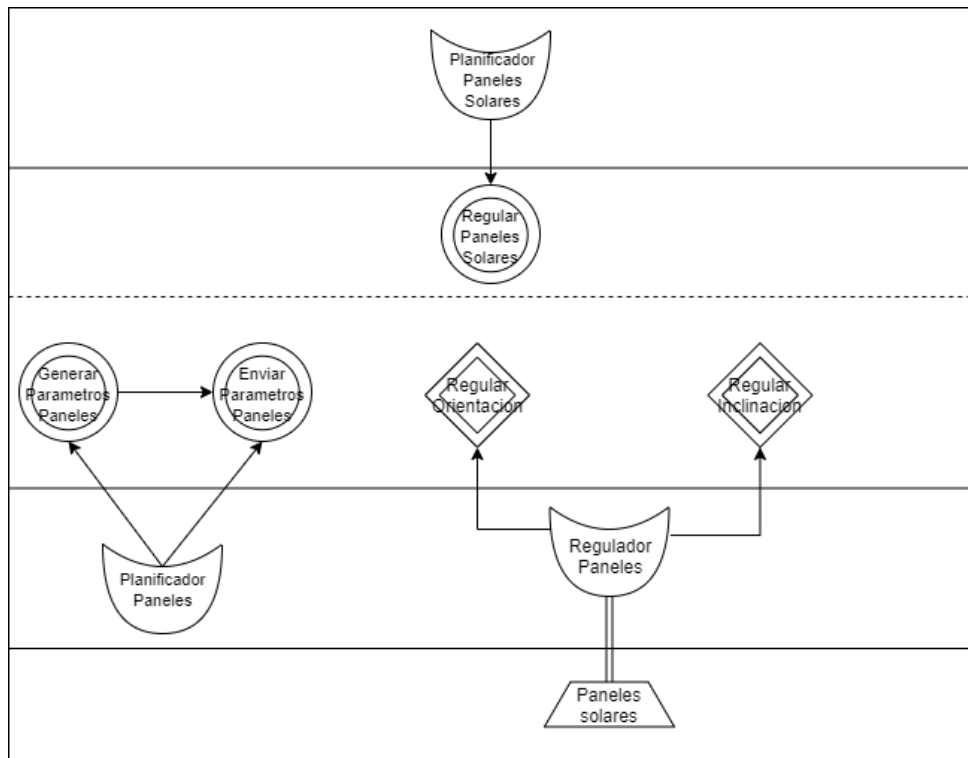 Planificador
Paneles
Solares
Regular
Paneles
Solares
Generar
Parametros
Paneles
Enviar
Parametros
Paneles
Regular
Orientacion
Regular
Inclinacion
Planificador
Paneles
Regulador
Paneles
Paneles
solares